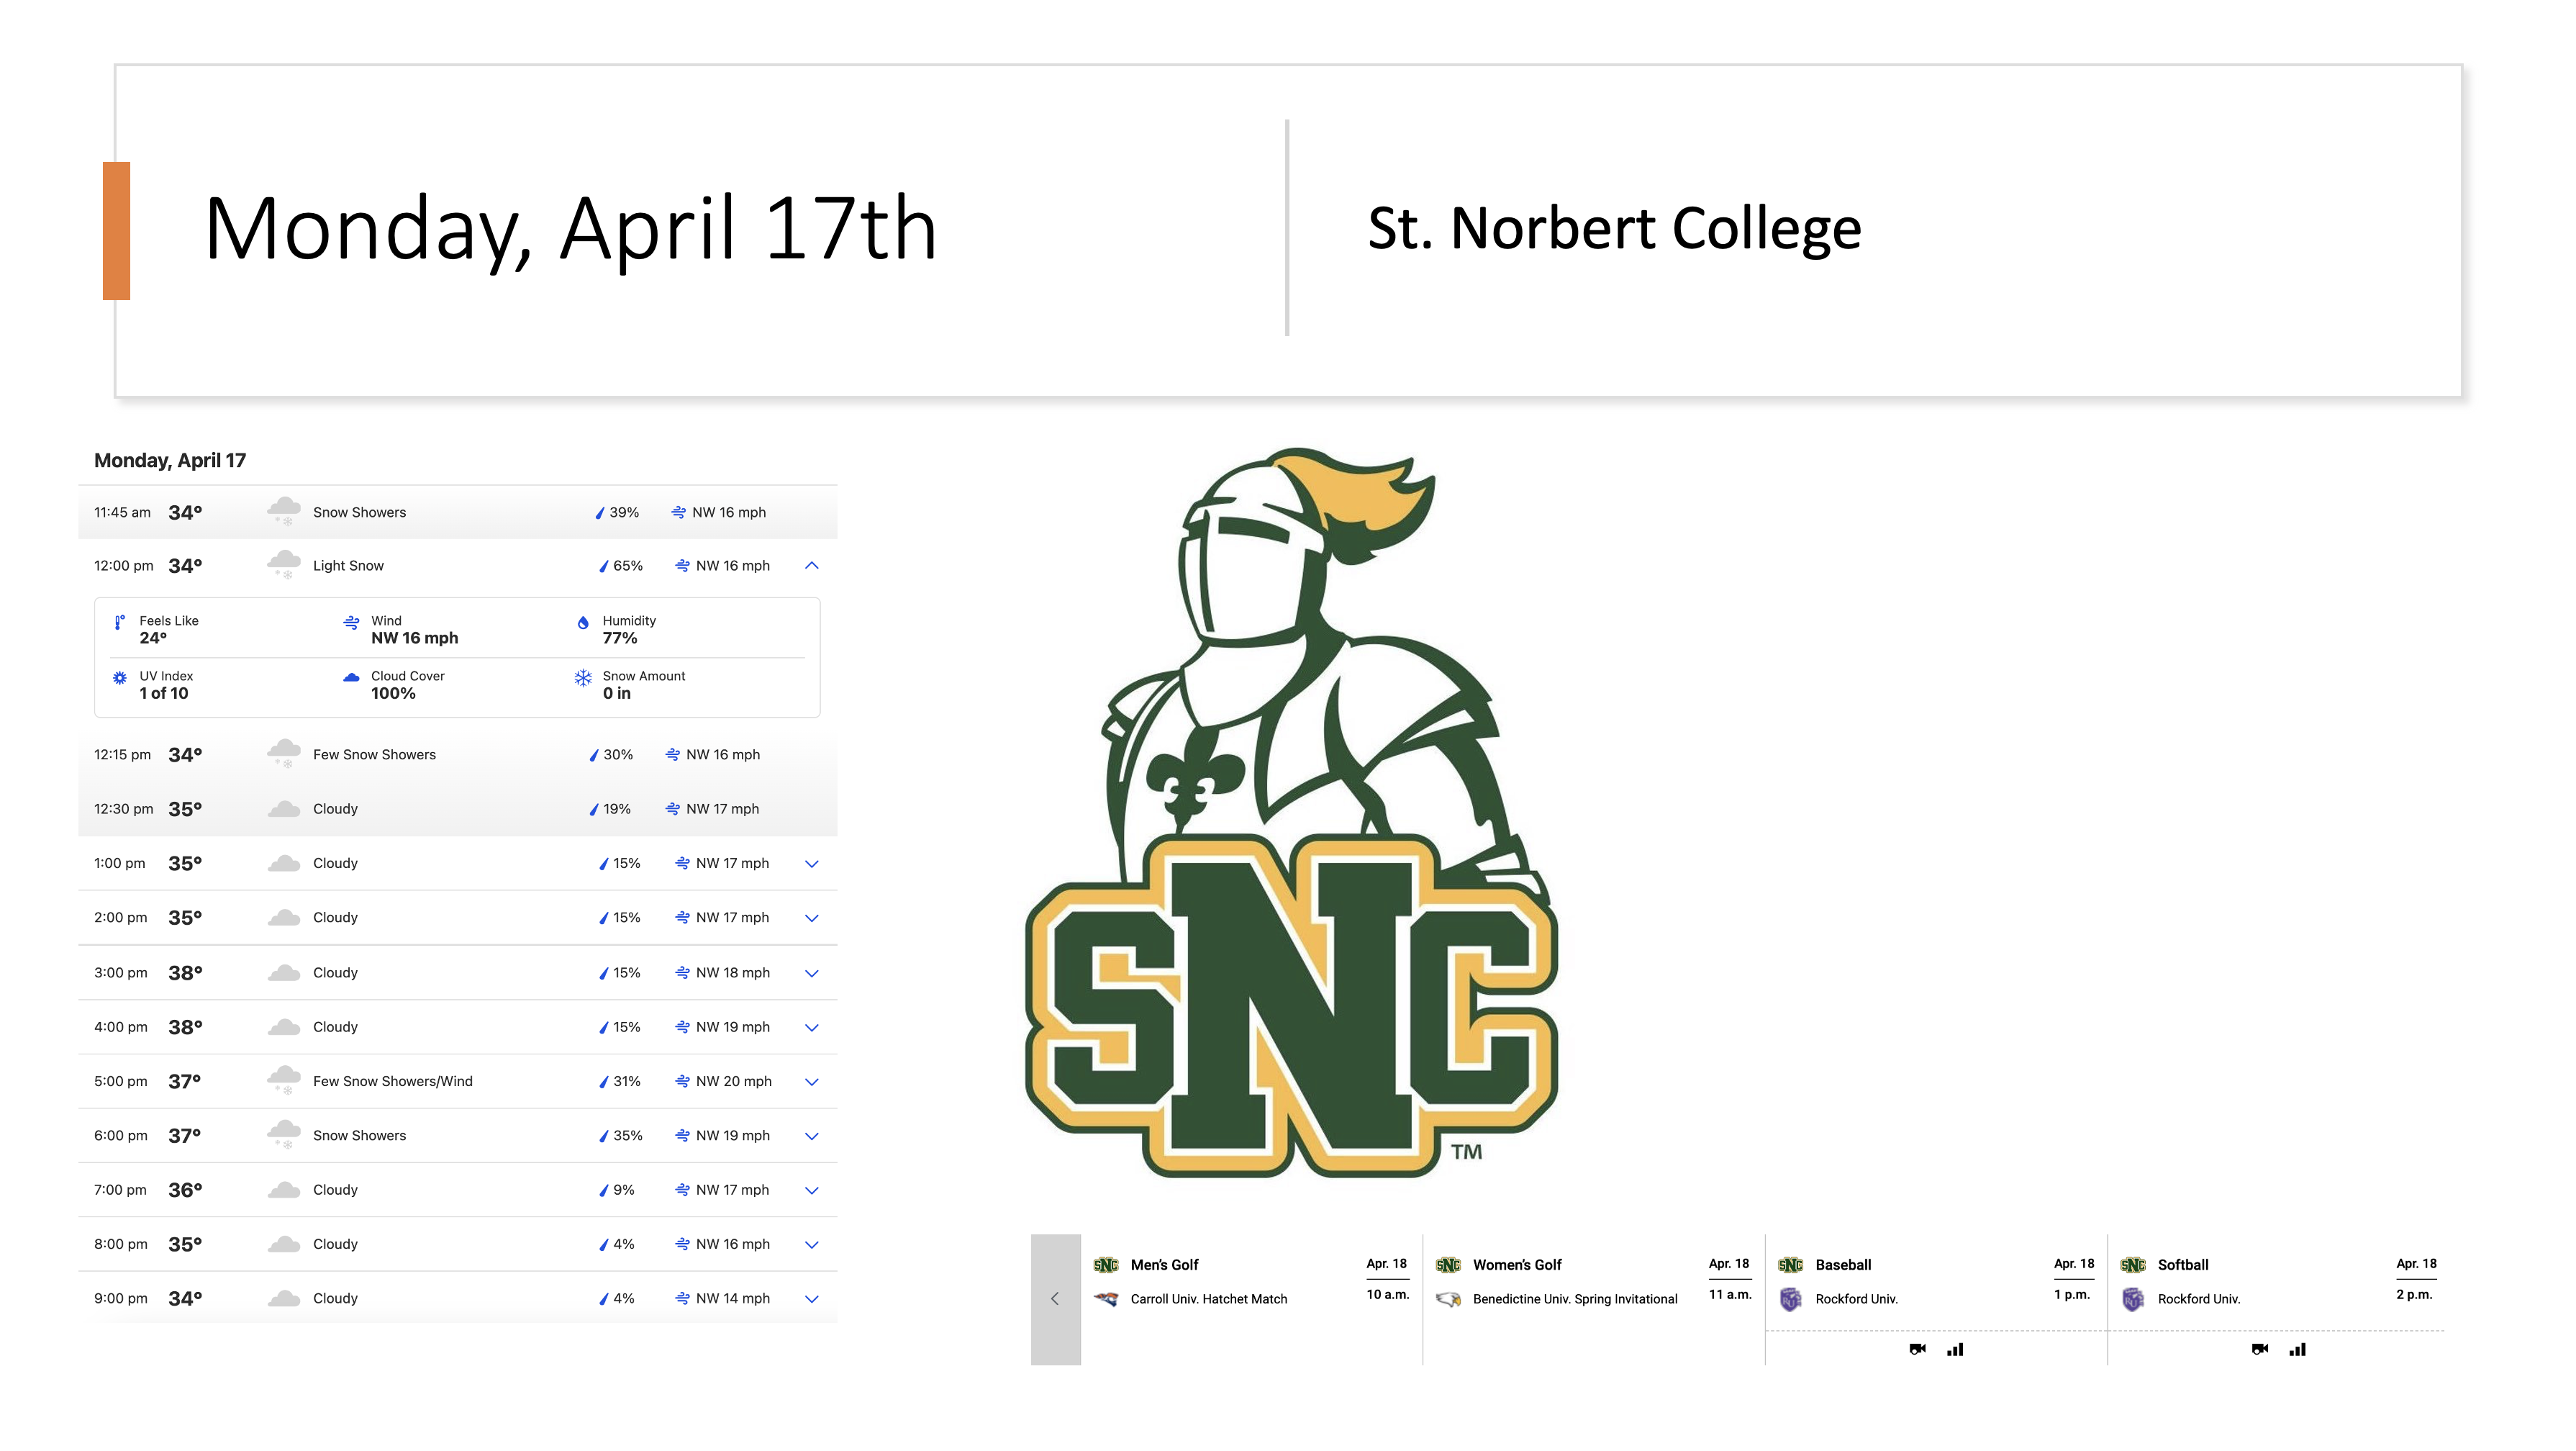 Monday, April 17th
St. Norbert College
Monday, April 17
11:45 am 34° Snow Showers 39% NW 16 mph
12:00 pm 34° Light Snow 65% NW 16 mph
Feels Like Wind Humidity
24° NW 16 mph 77%
UV Index Cloud Cover Snow Amount
1 of 10 100% 0 in
12:15 pm 34° Few Snow Showers 30% NW 16 mph
12:30 pm 35° Cloudy 19% NW 17 mph
1:00 pm 35° Cloudy 15% NW 17 mph
2:00 pm 35° Cloudy 15% NW 17 mph
3:00 pm 38° Cloudy 15% NW 18 mph
4:00 pm 38° Cloudy 15% NW 19 mph
5:00 pm 37° Few Snow Showers/Wind 31% NW 20 mph
6:00 pm 37° Snow Showers 35% NW 19 mph
7:00 pm 36° Cloudy 9% NW 17 mph
8:00 pm 35° Cloudy 4% NW 16 mph
9:00 pm 34° Cloudy 4% NW 14 mph
SNC
TM
SNC Men's Golf Apr. 18
Carroll Univ. Hatchet Match 10 a.m.
SNC Women's Golf Apr. 18
Benedictine Univ. Spring Invitational 11 a.m.
SNC Baseball Apr. 18
RU Rockford Univ. 1 p.m.
SNC Softball Apr. 18
RU Rockford Univ. 2 p.m.